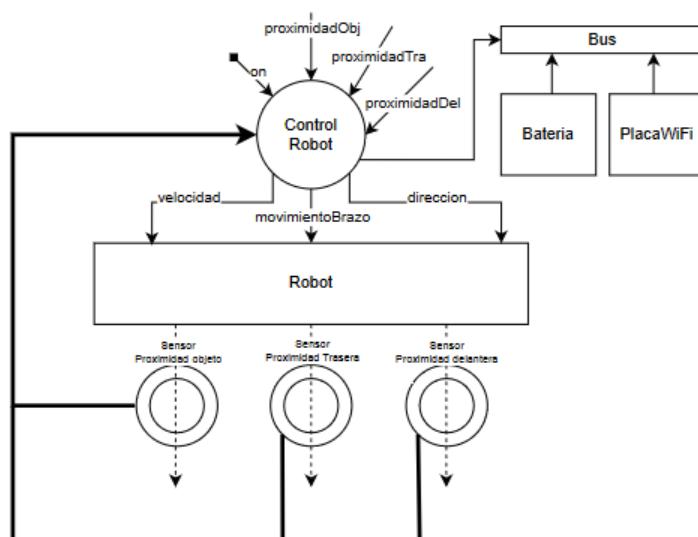 proximidadObj
proximidadTra
on
proximidadDel
Bus
Control
Robot
Bateria
PlacaWiFi
velocidad
movimientoBrazo
direccion
Robot
Sensor
Proximidad objeto
Sensor
Proximidad Trasera
Sensor
Proximidad delantera